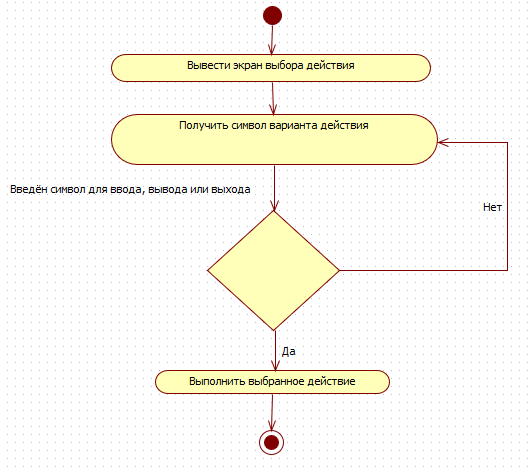 Вывести экран выбора действия
Получить символ варанта действия
Введён символ для ввода, вывода или выхода
Нет
Да
Выполнить выбранное действие